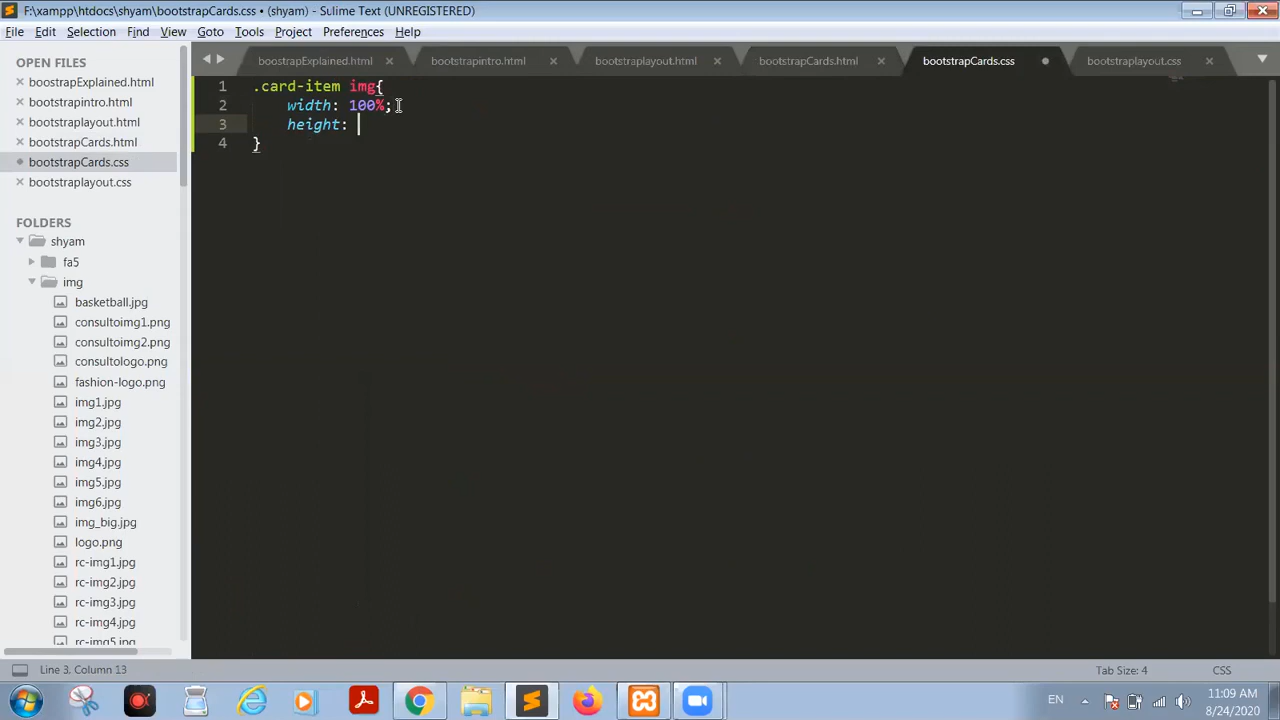 F:\xampp\htdocs\shyam\bootstrapCards.css • (shyam) - Sulime Text (UNREGISTERED)
File Edit Selection Find View Goto Tools Project Preferences Help
OPEN FILES
boostrapExplained.html
bootstrapintro.html
bootstraplayout.html
bootstrapCards.html
bootstrapCards.css
bootstraplayout.css
FOLDERS
shyam
fa5
img
basketball.jpg
consultoimg1.png
consultoimg2.png
consultologo.png
fashion-logo.png
img1.jpg
img2.jpg
img3.jpg
img4.jpg
img5.jpg
img6.jpg
img_big.jpg
logo.png
rc-img1.jpg
rc-img2.jpg
rc-img3.jpg
rc-img4.jpg
rc-img5.jpg
boostrapExplained.html bootstrapintro.html bootstraplayout.html bootstrapCards.html bootstrapCards.css bootstraplayout.css
1 .card-item img{
2 width: 100%;
3 height:
4 }
Line 3, Column 13 Tab Size: 4 CSS
EN 11:09 AM
8/24/2020